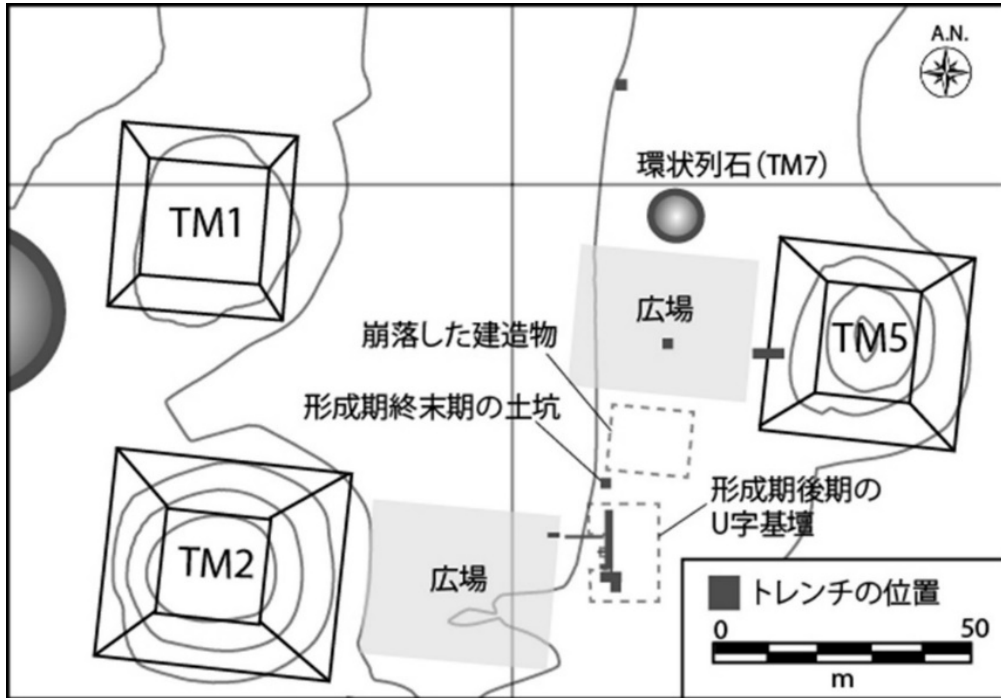 A.N.
環状列石(TM7)
TM1
広場
TM5
崩落した建造物
形成期終末期の土坑
形成期後期の
U字基壇
TM2
広場
トレンチの位置
0 50
m